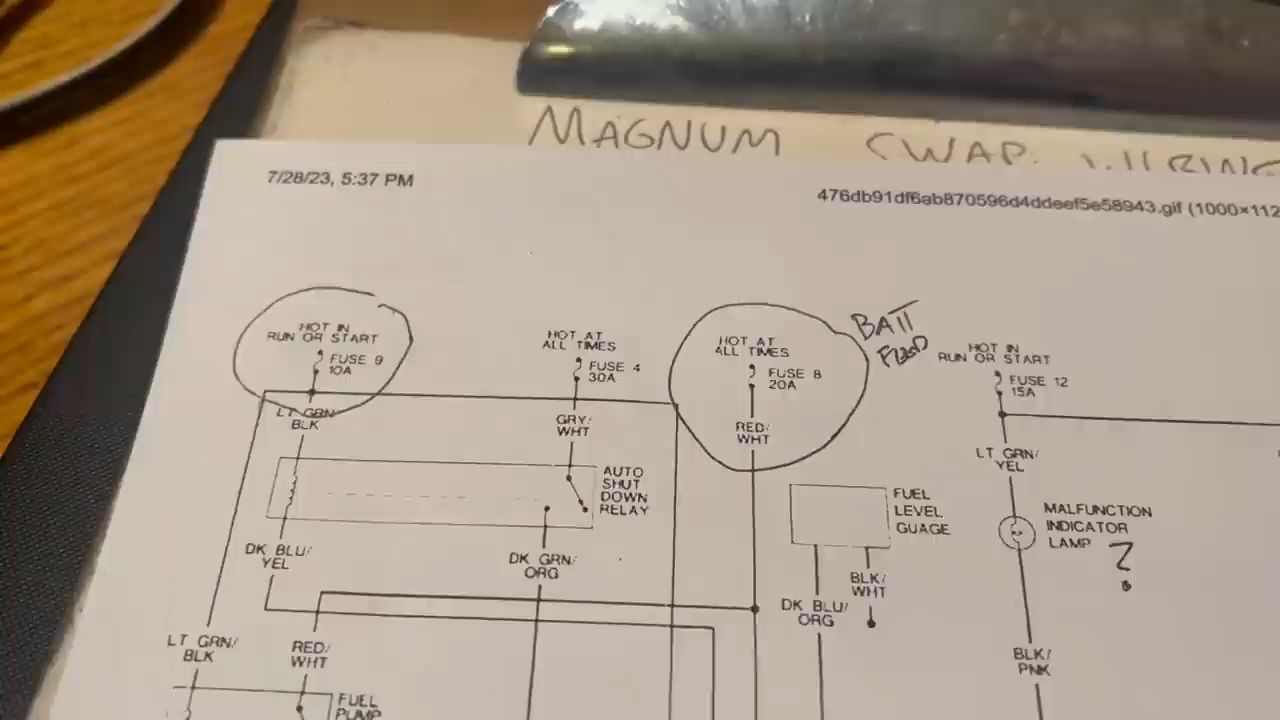 MAGNUM SWAP WIRING
7/28/23, 5:37 PM
476db91df6ab870596d4ddeef5e58943.gif (1000×112
HOT IN
RUN OR START
FUSE 9
10A
LT GRN/
BLK
HOT AT
ALL TIMES
FUSE 4
30A
GRY/
WHT
HOT AT
ALL TIMES
FUSE 8
20A
RED/
WHT
BATT
FEED
HOT IN
RUN OR START
FUSE 12
15A
LT GRN/
YEL
AUTO
SHUT
DOWN
RELAY
FUEL
LEVEL
GUAGE
MALFUNCTION
INDICATOR
LAMP ?
DK BLU/
YEL
DK GRN/
ORG
BLK/
WHT
DK BLU/
ORG
LT GRN/
BLK
RED/
WHT
BLK/
PNK
FUEL
PUMP